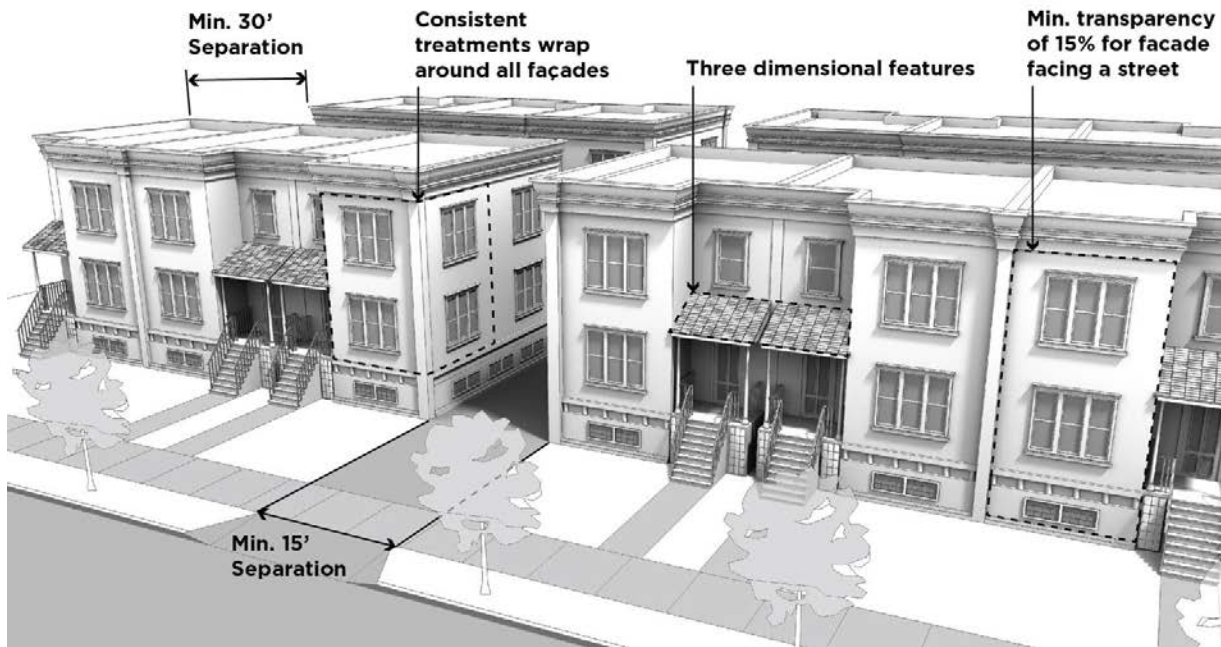 Min. 30’
Separation
Consistent
treatments wrap
around all façades
Three dimensional features
Min. transparency
of 15% for facade
facing a street
Min. 15’
Separation